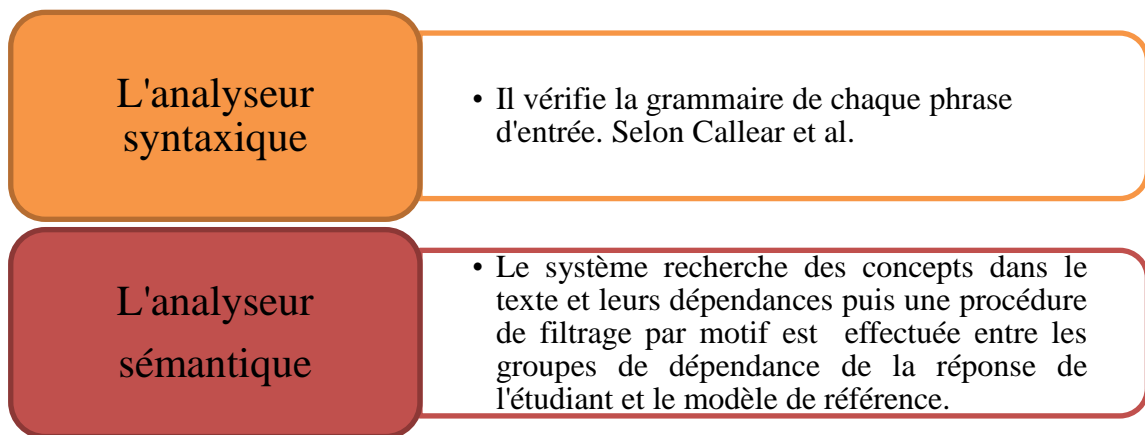 L'analyseur
syntaxique
• Il vérifie la grammaire de chaque phrase
d'entrée. Selon Callear et al.
L'analyseur
sémantique
• Le système recherche des concepts dans le
texte et leurs dépendances puis une procédure
de filtrage par motif est effectuée entre les
groupes de dépendance de la réponse de
l'étudiant et le modèle de référence.